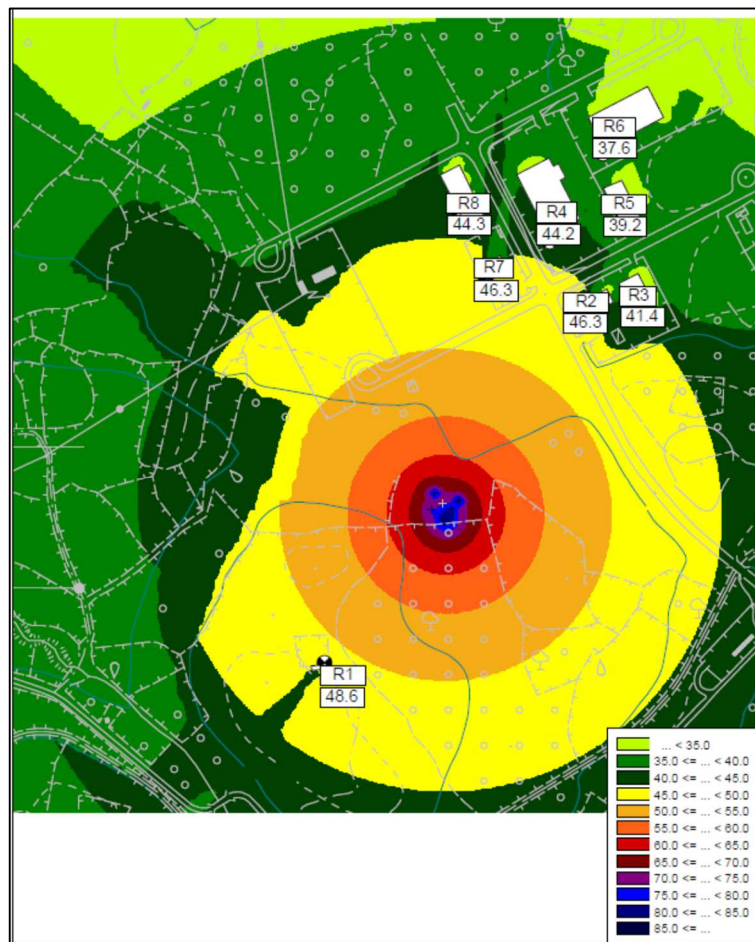 R6
37.6
R8
44.3
R4
44.2
R5
39.2
R7
46.3
R2
46.3
R3
41.4
R1
48.6
... < 35.0
35.0 <= ... < 40.0
40.0 <= ... < 45.0
45.0 <= ... < 50.0
50.0 <= ... < 55.0
55.0 <= ... < 60.0
60.0 <= ... < 65.0
65.0 <= ... < 70.0
70.0 <= ... < 75.0
75.0 <= ... < 80.0
80.0 <= ... < 85.0
85.0 <= ...